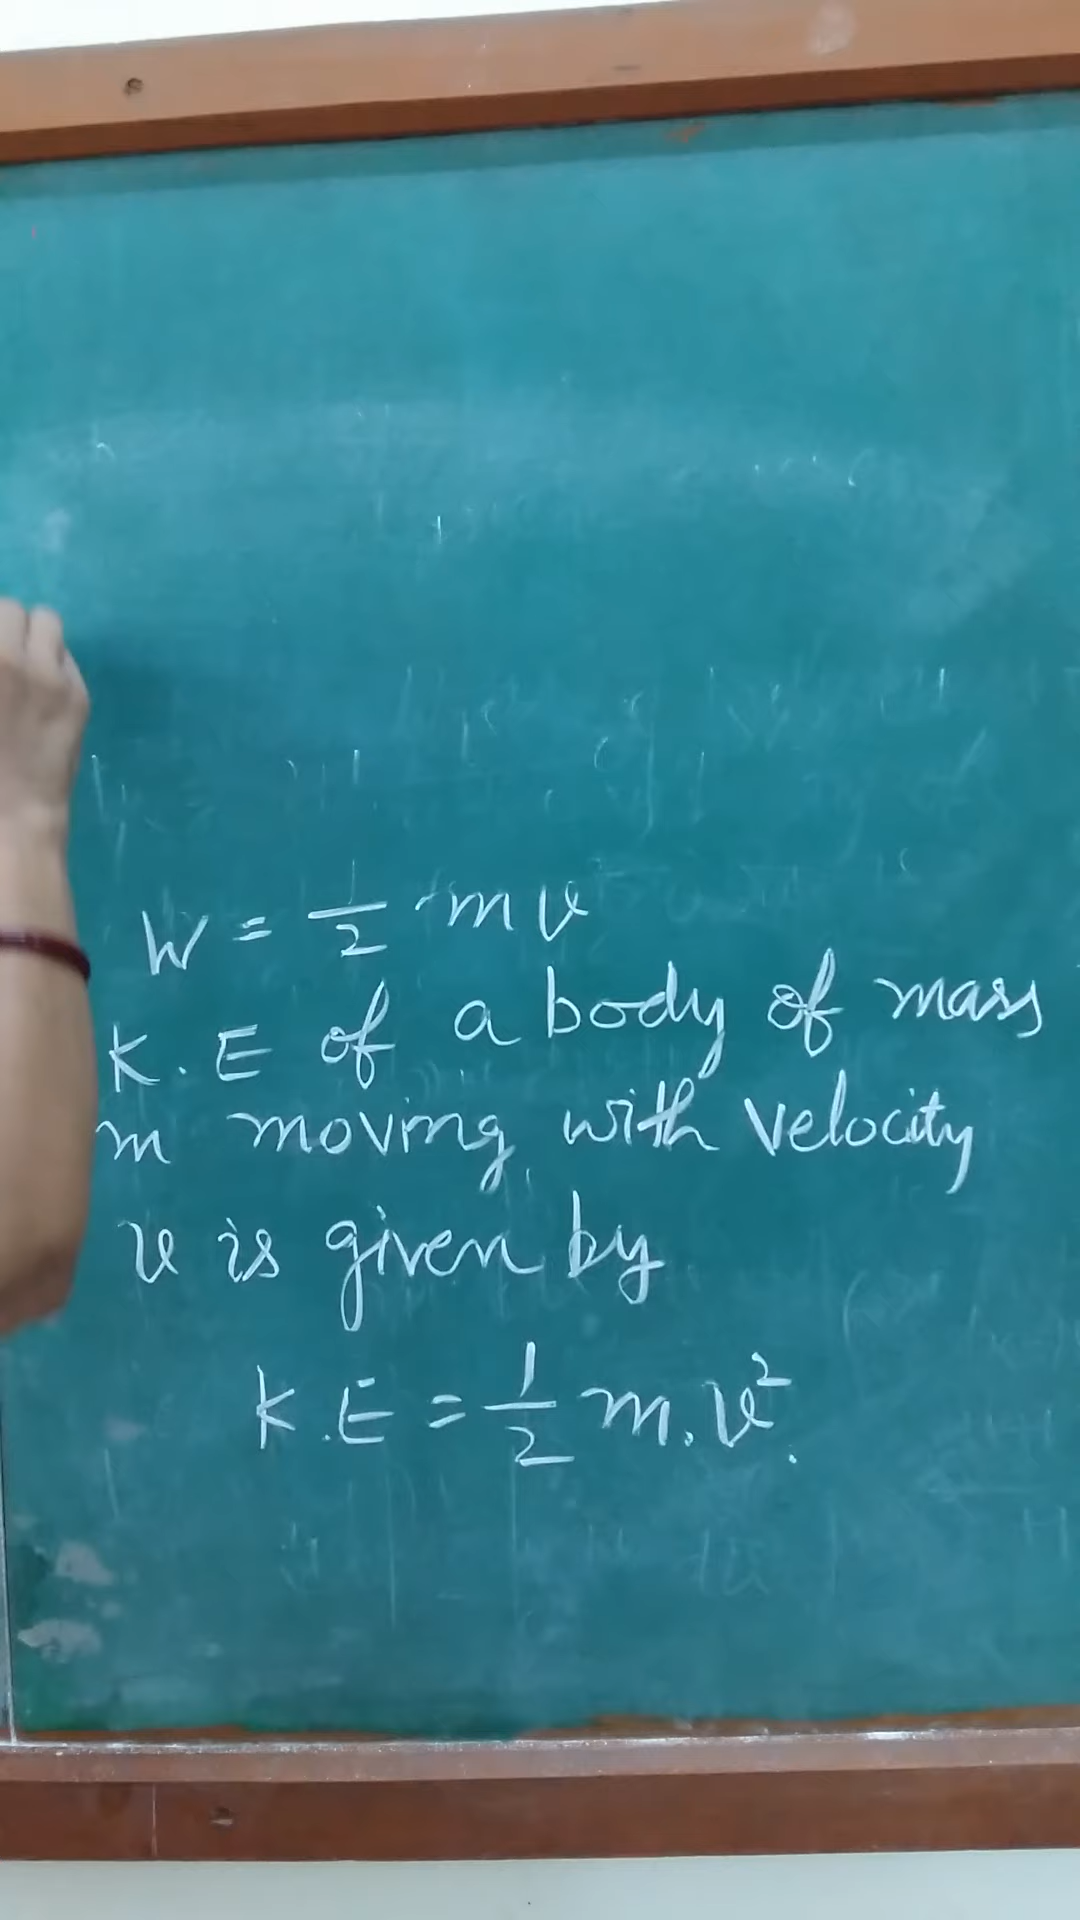 W = 1/2 mv
K.E of a body of mass
m moving with velocity
v is given by
K.E = 1/2 m.v².